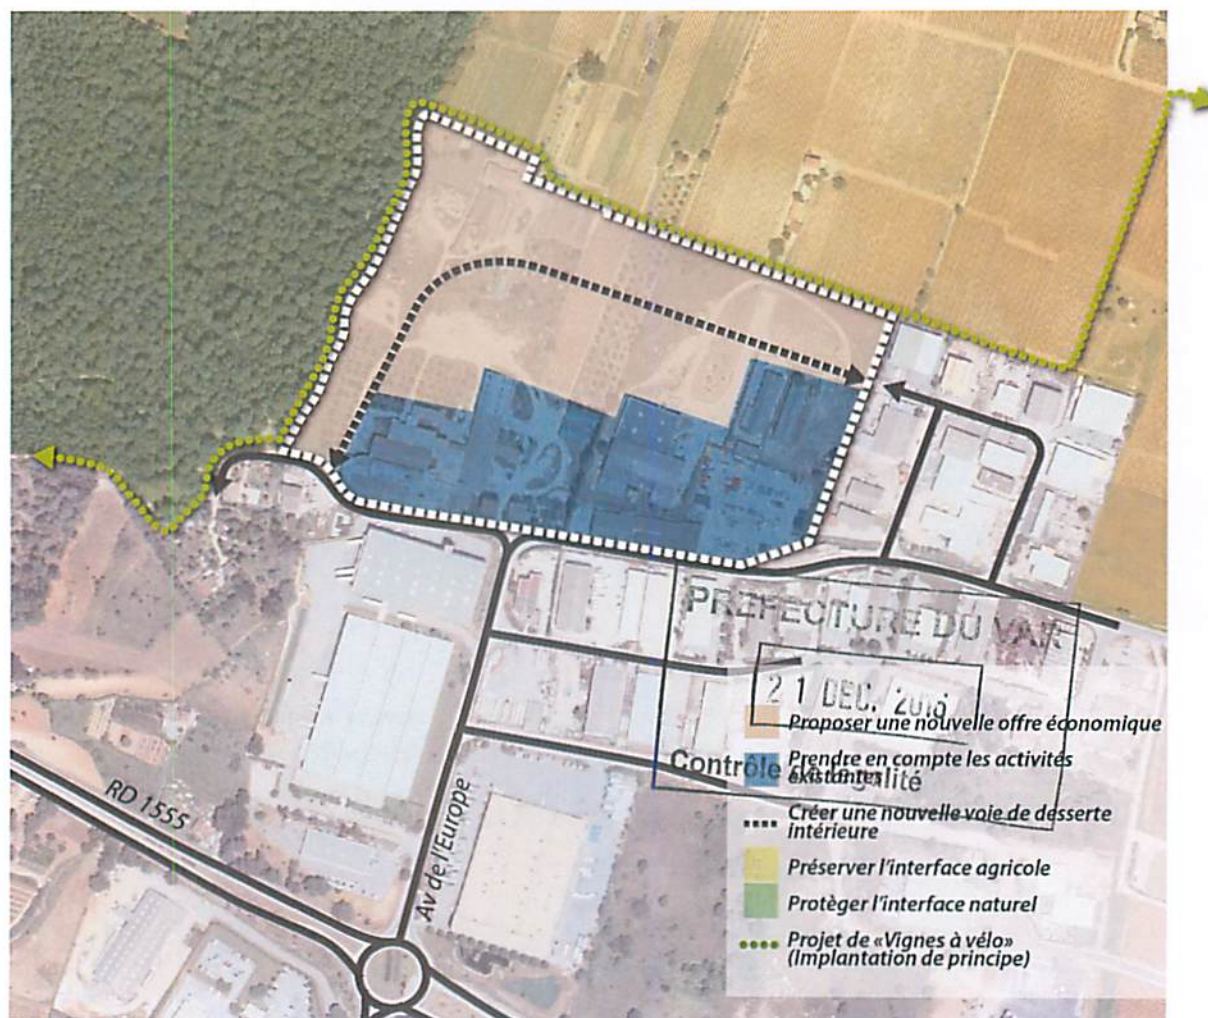 RD 1555
Av de l'Europe
PREFECTURE DU VAR
21 DEC. 2016
Contrôle de légalité
Proposer une nouvelle offre économique
Prendre en compte les activités
existantes
Créer une nouvelle voie de desserte
intérieure
Préserver l'interface agricole
Protèger l'interface naturel
Projet de «Vignes à vélo»
(Implantation de principe)